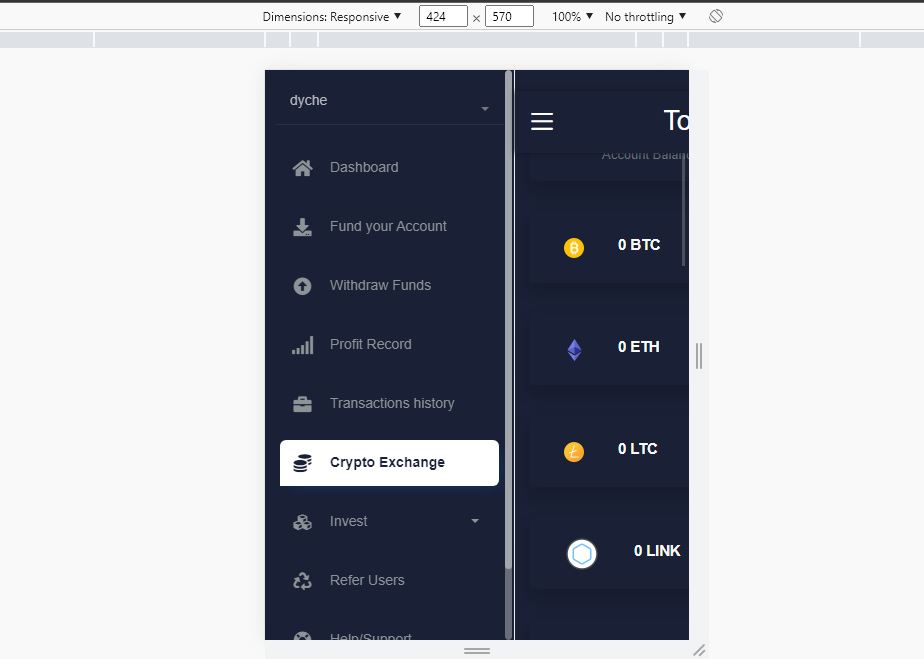 Dimensions: Responsive ▼ 424 × 570 100% ▼ No throttling ▼
dyche
To
Account Balan
Dashboard
Fund your Account
0 BTC
Withdraw Funds
Profit Record
0 ETH
Transactions history
Crypto Exchange
0 LTC
Invest
0 LINK
Refer Users
Help/Support